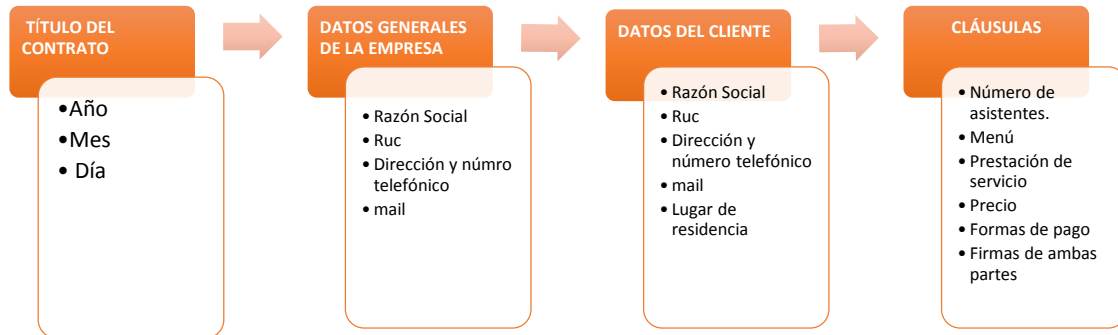 TÍTULO DEL
CONTRATO
•Año
•Mes
• Día
DATOS GENERALES
DE LA EMPRESA
• Razón Social
• Ruc
• Dirección y númro
telefónico
• mail
DATOS DEL CLIENTE
• Razón Social
• Ruc
• Dirección y
número telefónico
• mail
• Lugar de
residencia
CLÁUSULAS
• Número de
asistentes.
• Menú
• Prestación de
servicio
• Precio
• Formas de pago
• Firmas de ambas
partes